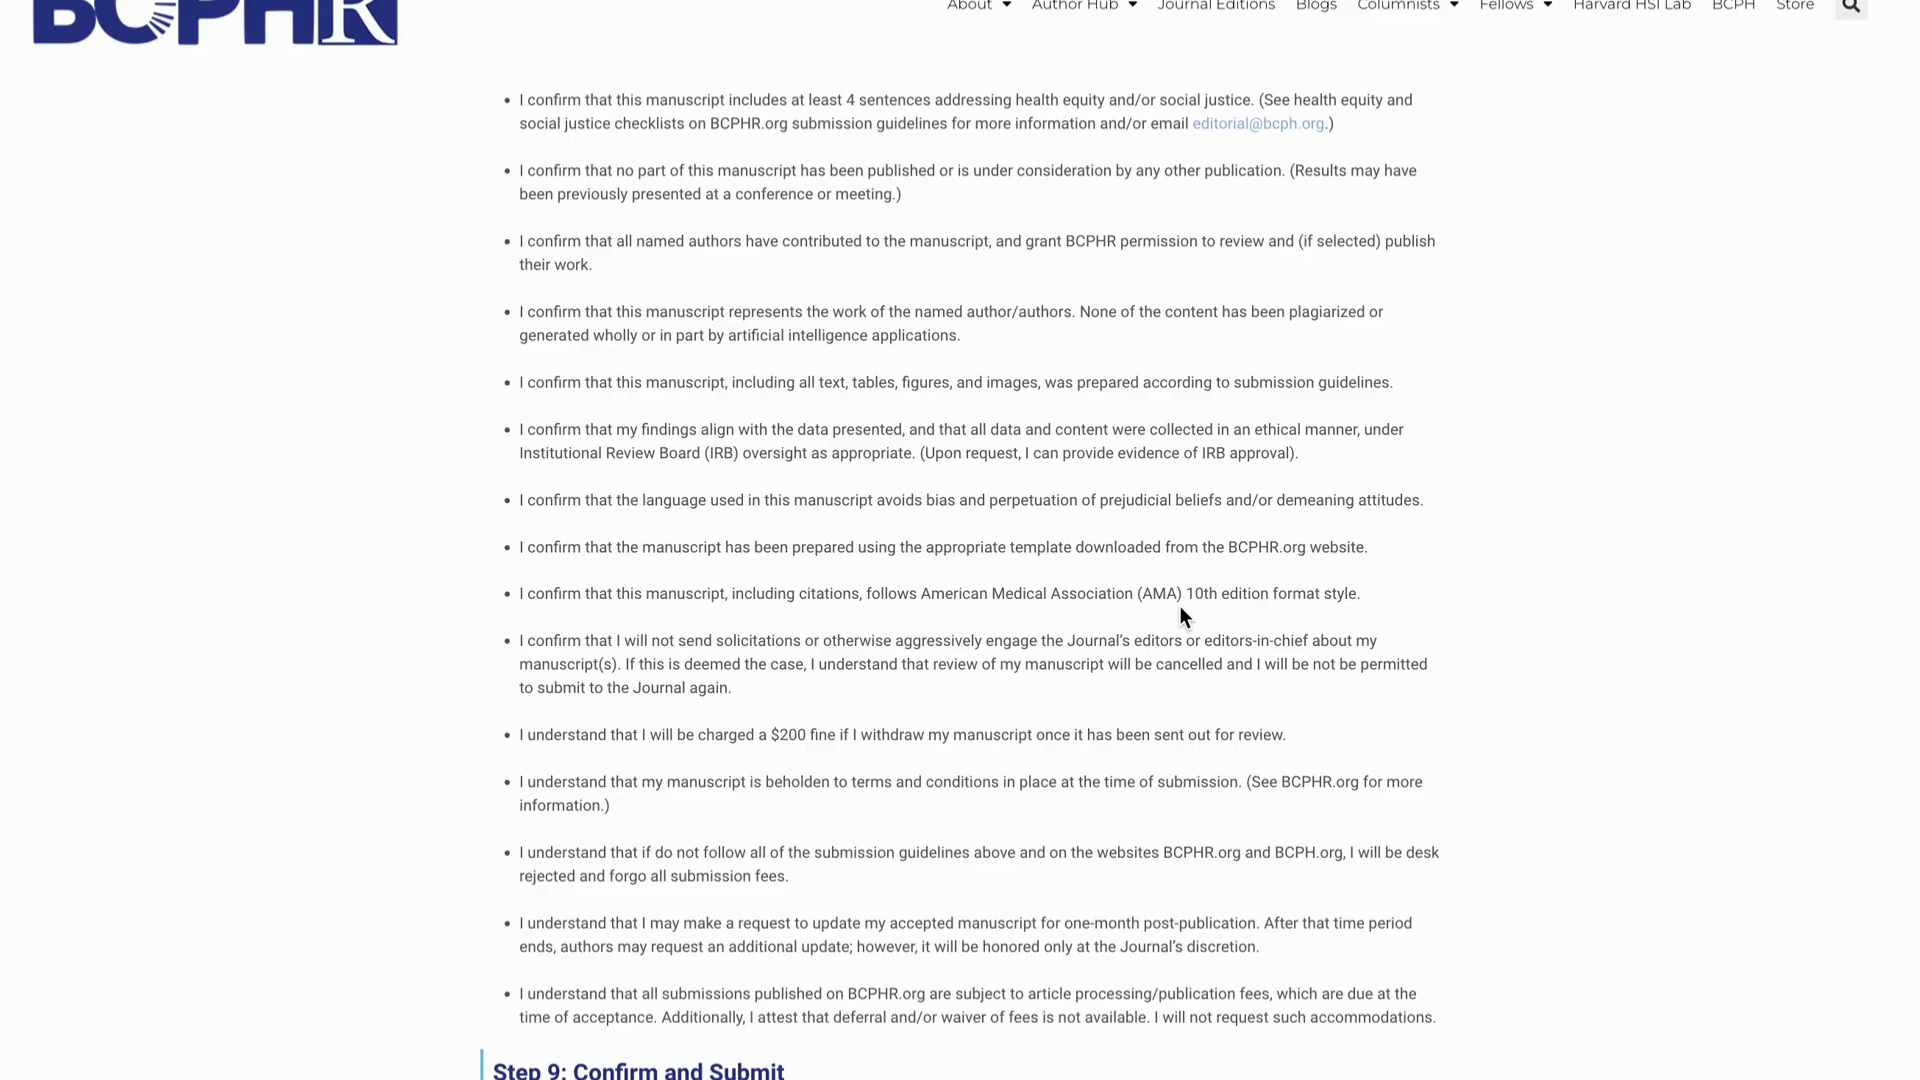 BCPHR
About
Author Hub
Journal Editions
Blogs
Columnists
Fellows
Harvard HSI Lab
BCPH
Store
I confirm that this manuscript includes at least 4 sentences addressing health equity and/or social justice. (See health equity and
social justice checklists on BCPHR.org submission guidelines for more information and/or email editorial@bcph.org.)
I confirm that no part of this manuscript has been published or is under consideration by any other publication. (Results may have
been previously presented at a conference or meeting.)
I confirm that all named authors have contributed to the manuscript, and grant BCPHR permission to review and (if selected) publish
their work.
I confirm that this manuscript represents the work of the named author/authors. None of the content has been plagiarized or
generated wholly or in part by artificial intelligence applications.
I confirm that this manuscript, including all text, tables, figures, and images, was prepared according to submission guidelines.
I confirm that my findings align with the data presented, and that all data and content were collected in an ethical manner, under
Institutional Review Board (IRB) oversight as appropriate. (Upon request, I can provide evidence of IRB approval).
I confirm that the language used in this manuscript avoids bias and perpetuation of prejudicial beliefs and/or demeaning attitudes.
I confirm that the manuscript has been prepared using the appropriate template downloaded from the BCPHR.org website.
I confirm that this manuscript, including citations, follows American Medical Association (AMA) 10th edition format style.
I confirm that I will not send solicitations or otherwise aggressively engage the Journal’s editors or editors-in-chief about my
manuscript(s). If this is deemed the case, I understand that review of my manuscript will be cancelled and I will be not be permitted
to submit to the Journal again.
I understand that I will be charged a $200 fine if I withdraw my manuscript once it has been sent out for review.
I understand that my manuscript is beholden to terms and conditions in place at the time of submission. (See BCPHR.org for more
information.)
I understand that if do not follow all of the submission guidelines above and on the websites BCPHR.org and BCPH.org, I will be desk
rejected and forgo all submission fees.
I understand that I may make a request to update my accepted manuscript for one-month post-publication. After that time period
ends, authors may request an additional update; however, it will be honored only at the Journal’s discretion.
I understand that all submissions published on BCPHR.org are subject to article processing/publication fees, which are due at the
time of acceptance. Additionally, I attest that deferral and/or waiver of fees is not available. I will not request such accommodations.
Step 9: Confirm and Submit